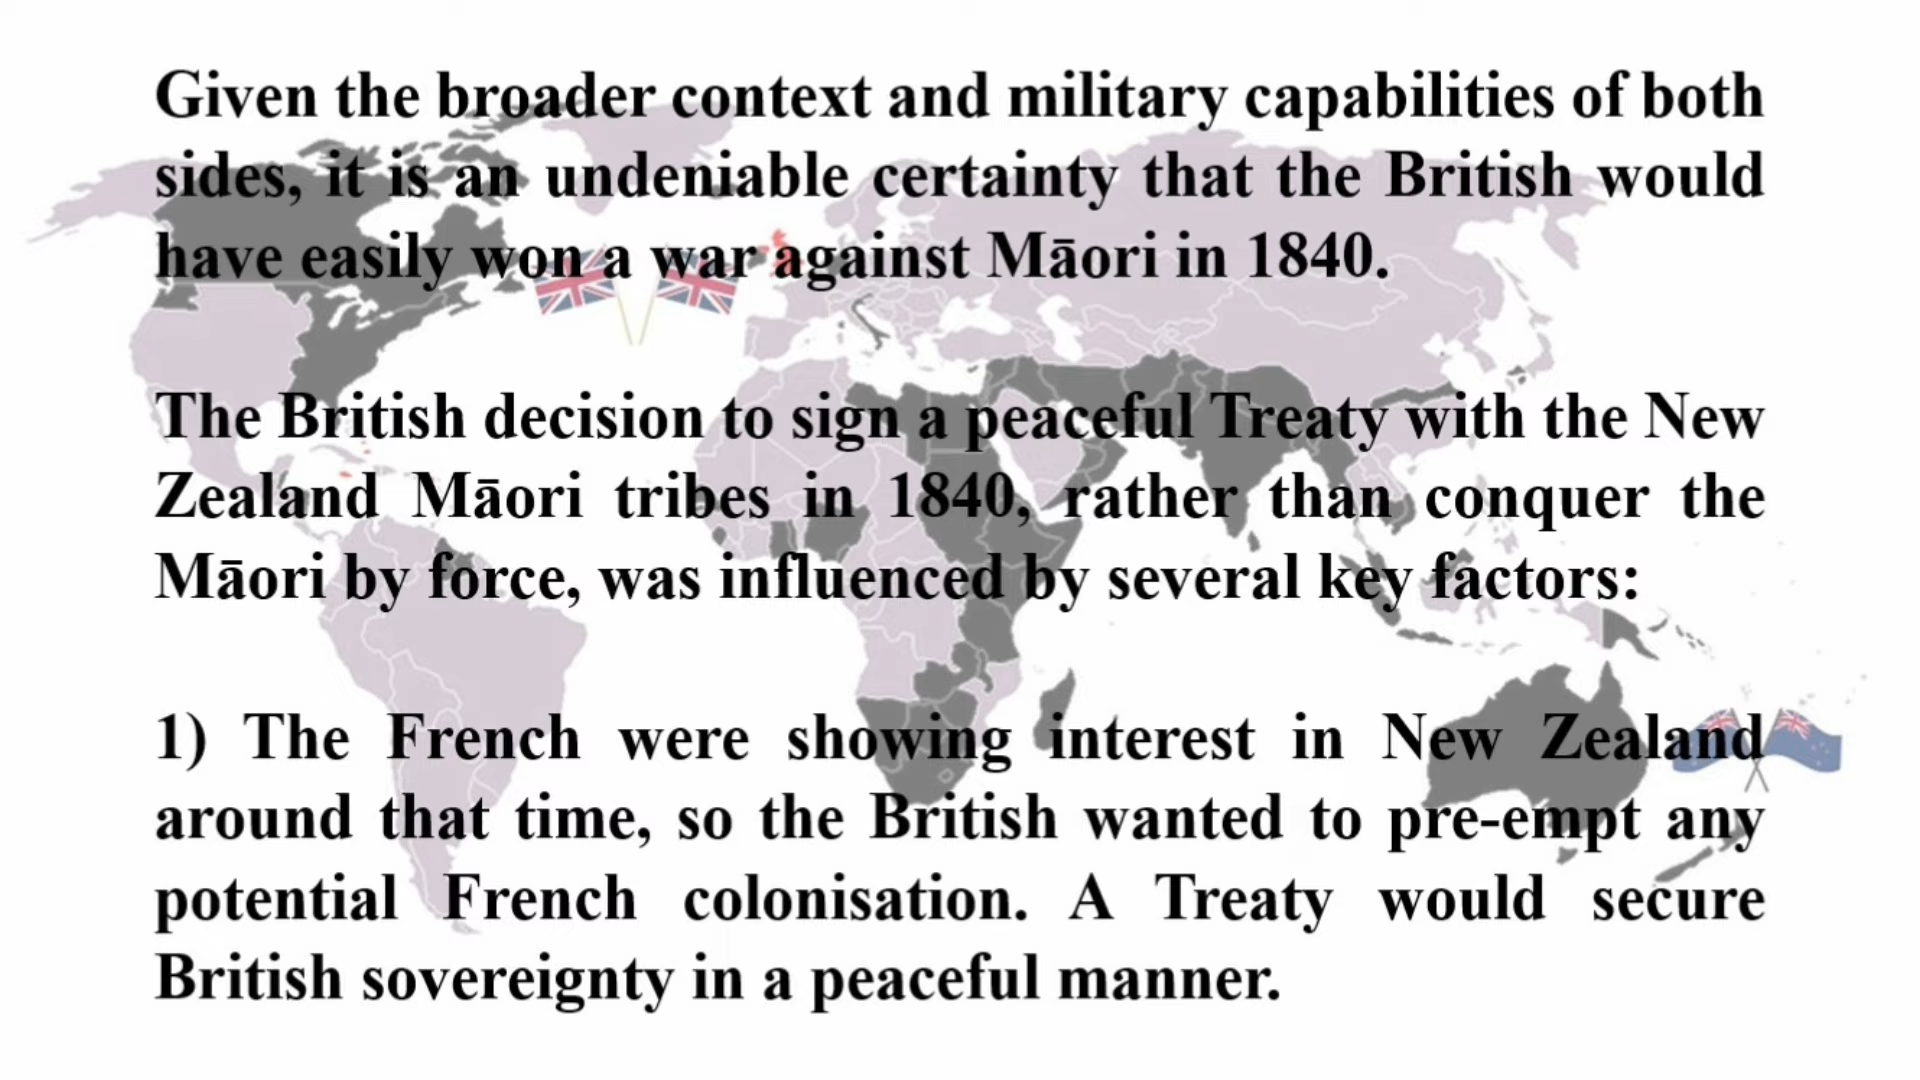 Given the broader context and military capabilities of both
sides, it is an undeniable certainty that the British would
have easily won a war against Māori in 1840.
The British decision to sign a peaceful Treaty with the New
Zealand Māori tribes in 1840, rather than conquer the
Māori by force, was influenced by several key factors:
1) The French were showing interest in New Zealand
around that time, so the British wanted to pre-empt any
potential French colonisation. A Treaty would secure
British sovereignty in a peaceful manner.